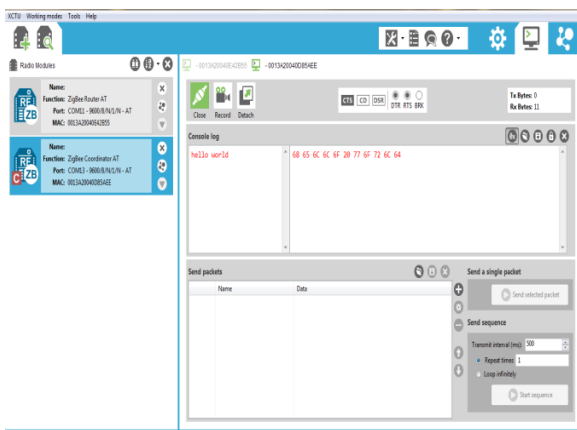 XCTU Working modes Tools Help
Radio Modules
- 0013A20040E42B55 - 0013A20040D85AEE
Name:
Function: ZigBee Router AT
Port: COM11 - 9600/8/N/1/N - AT
MAC: 0013A20040E42B55
Name:
Function: ZigBee Coordinator AT
Port: COM13 - 9600/8/N/1/N - AT
MAC: 0013A20040D85AEE
Close Record Detach
CTS CD DSR DTR RTS BRK
Tx Bytes: 0
Rx Bytes: 11
Console log
hello world 68 65 6C 6C 6F 20 77 6F 72 6C 64
Send packets
Name Data
Send a single packet
Send selected packet
Send sequence
Transmit interval (ms): 500
Repeat times 1
Loop infinitely
Start sequence